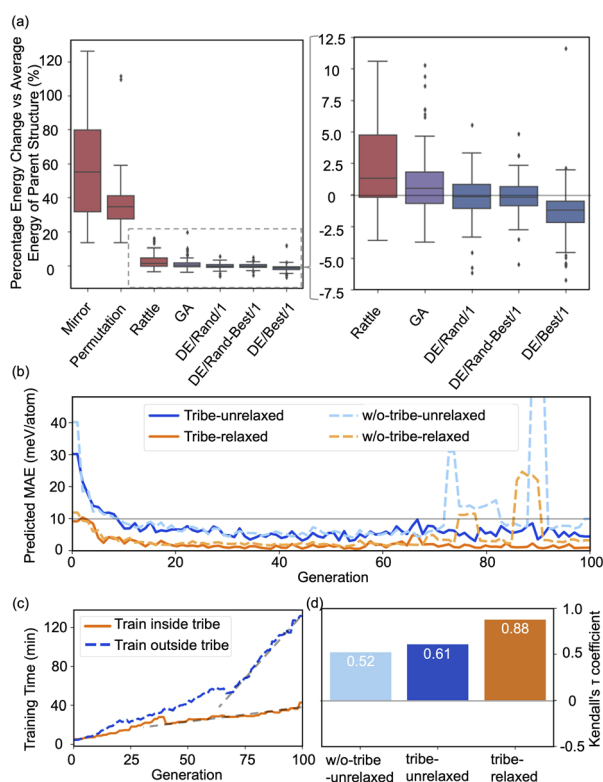 (a)
Percentage Energy Change vs Average
Energy of Parent Structure (%)
120
100
80
60
40
20
0
Mirror
Permutation
Rattle
GA
DE/Rand/1
DE/Rand-Best/1
DE/Best/1
12.5
10
7.5
5.0
2.5
0
-2.5
-5.0
-7.5
Rattle
GA
DE/Rand/1
DE/Rand-Best/1
DE/Best/1
(b)
Predicted MAE (meV/atom)
40
30
20
10
0
Tribe-unrelaxed
w/o-tribe-unrelaxed
Tribe-relaxed
w/o-tribe-relaxed
0 20 40 60 80 100
Generation
(c)
Training Time (min)
120
80
40
0
Train inside tribe
Train outside tribe
0 25 50 75 100
Generation
(d)
0.52
0.61
0.88
1.0
0.5
0
-0.5
Kendall's τ coefficient
w/o-tribe
-unrelaxed
tribe-
unrelaxed
tribe-
relaxed